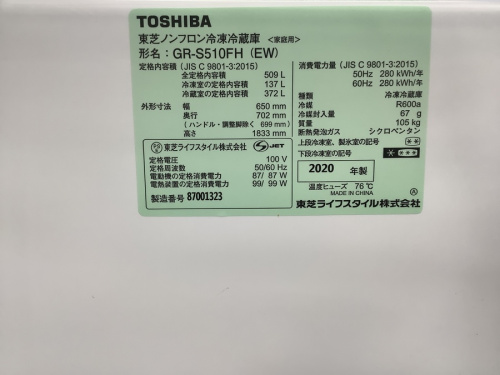 TOSHIBA
東芝ノンフロン冷凍冷蔵庫 <家庭用>
形名：GR-S510FH (EW)
定格内容積 (JIS C 9801-3:2015)
全定格内容積 509 L
冷凍室の定格内容積 137 L
冷蔵室の定格内容積 372 L
外形寸法 幅 650 mm
奥行 702 mm
(ハンドル・調整脚除く 699 mm)
高さ 1833 mm
東芝ライフスタイル株式会社 S JET
定格電圧 100 V
定格周波数 50/60 Hz
電動機の定格消費電力 87/ 87 W
電熱装置の定格消費電力 99/ 99 W
製造番号 87001323
消費電力量 (JIS C 9801-3:2015)
50Hz 280 kWh/年
60Hz 280 kWh/年
種類 冷凍冷蔵庫
冷媒 R600a
冷媒封入量 67 g
質量 105 kg
断熱発泡ガス シクロペンタン
上段冷凍室、製氷室の記号
下段冷凍室の記号
2020 年製
温度ヒューズ 76℃
MADE IN CHINA
東芝ライフスタイル株式会社